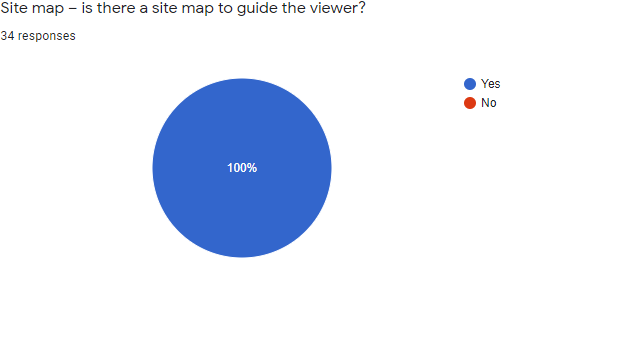 Site map – is there a site map to guide the viewer?
34 responses
Yes
No
100%